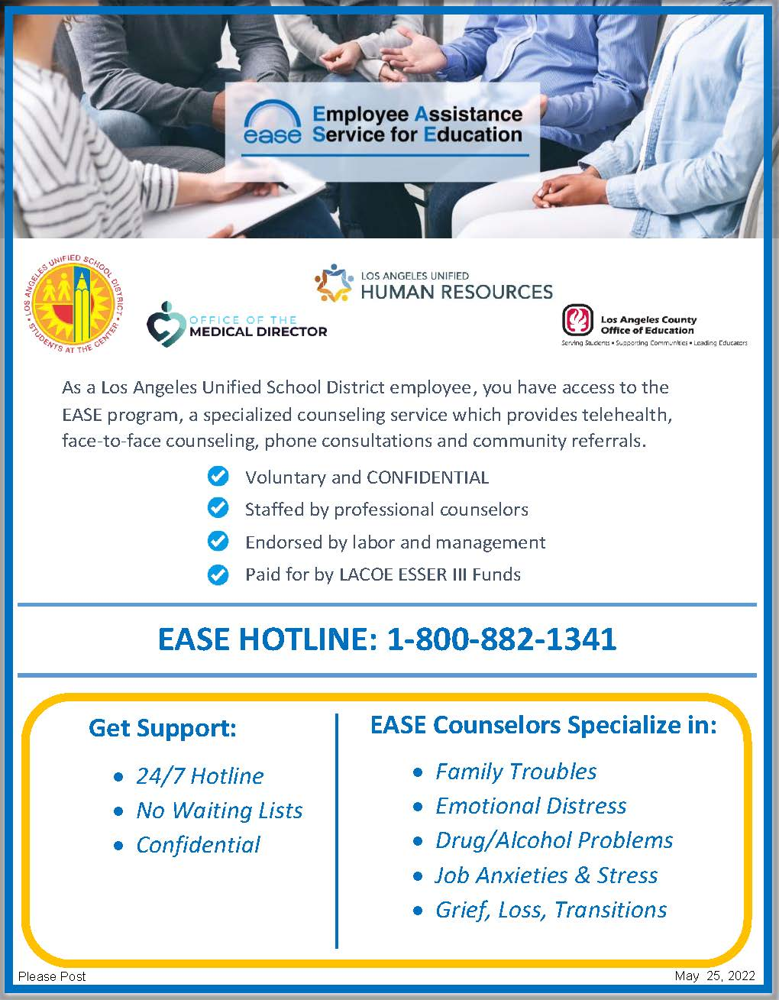 ease
Employee Assistance
Service for Education
LOS ANGELES UNIFIED SCHOOL DISTRICT • STUDENTS AT THE CENTER •
OFFICE OF THE
MEDICAL DIRECTOR
LOS ANGELES UNIFIED
HUMAN RESOURCES
Los Angeles County
Office of Education
Serving Students • Supporting Communities • Leading Educators
As a Los Angeles Unified School District employee, you have access to the
EASE program, a specialized counseling service which provides telehealth,
face-to-face counseling, phone consultations and community referrals.
Voluntary and CONFIDENTIAL
Staffed by professional counselors
Endorsed by labor and management
Paid for by LACOE ESSER III Funds
EASE HOTLINE: 1-800-882-1341
Get Support:
• 24/7 Hotline
• No Waiting Lists
• Confidential
EASE Counselors Specialize in:
• Family Troubles
• Emotional Distress
• Drug/Alcohol Problems
• Job Anxieties & Stress
• Grief, Loss, Transitions
Please Post
May 25, 2022